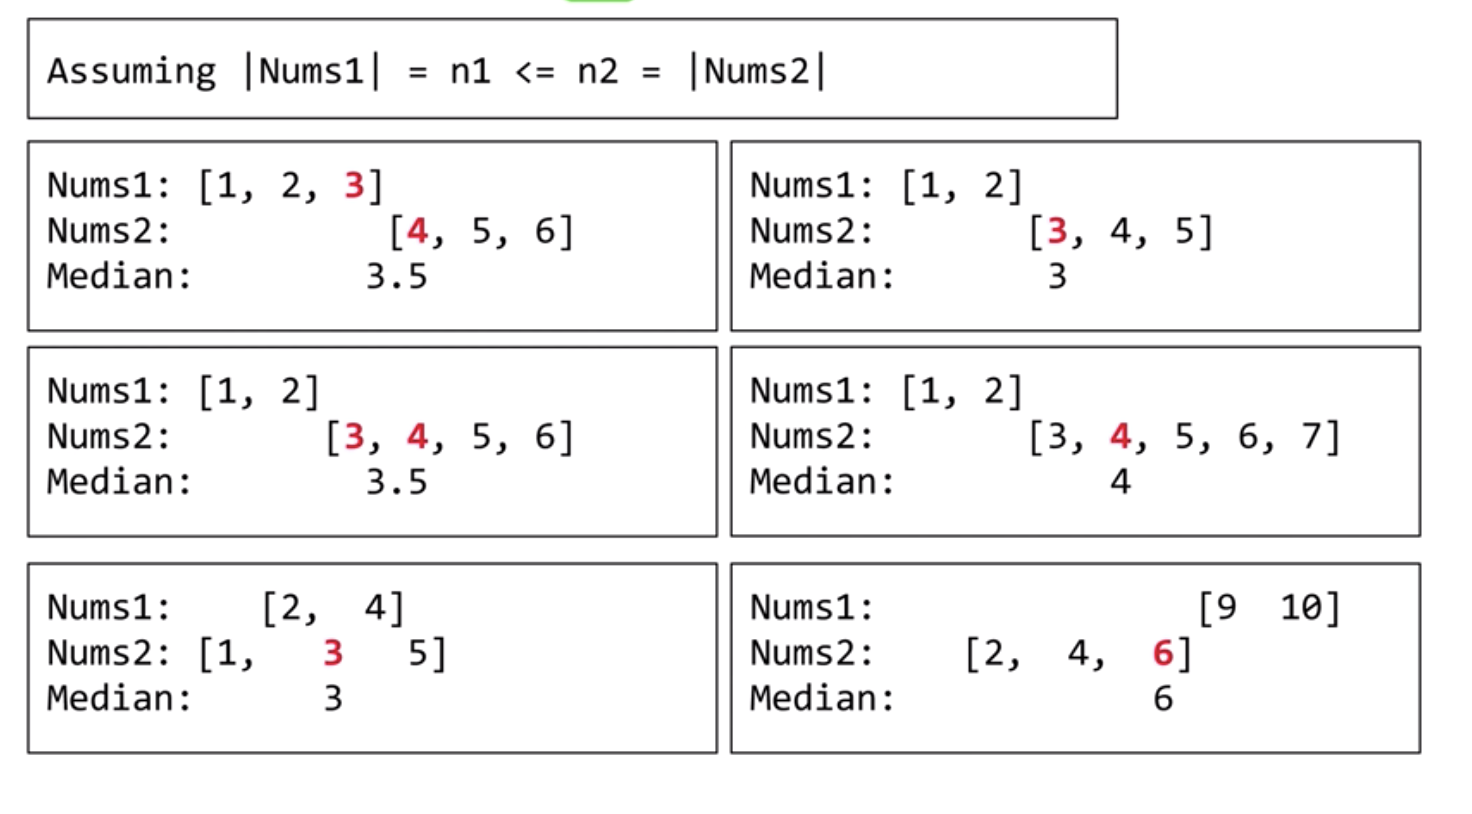 Assuming |Nums1| = n1 <= n2 = |Nums2|
Nums1: [1, 2, 3]
Nums2: [4, 5, 6]
Median: 3.5
Nums1: [1, 2]
Nums2: [3, 4, 5]
Median: 3
Nums1: [1, 2]
Nums2: [3, 4, 5, 6]
Median: 3.5
Nums1: [1, 2]
Nums2: [3, 4, 5, 6, 7]
Median: 4
Nums1: [2, 4]
Nums2: [1, 3 5]
Median: 3
Nums1: [9 10]
Nums2: [2, 4, 6]
Median: 6